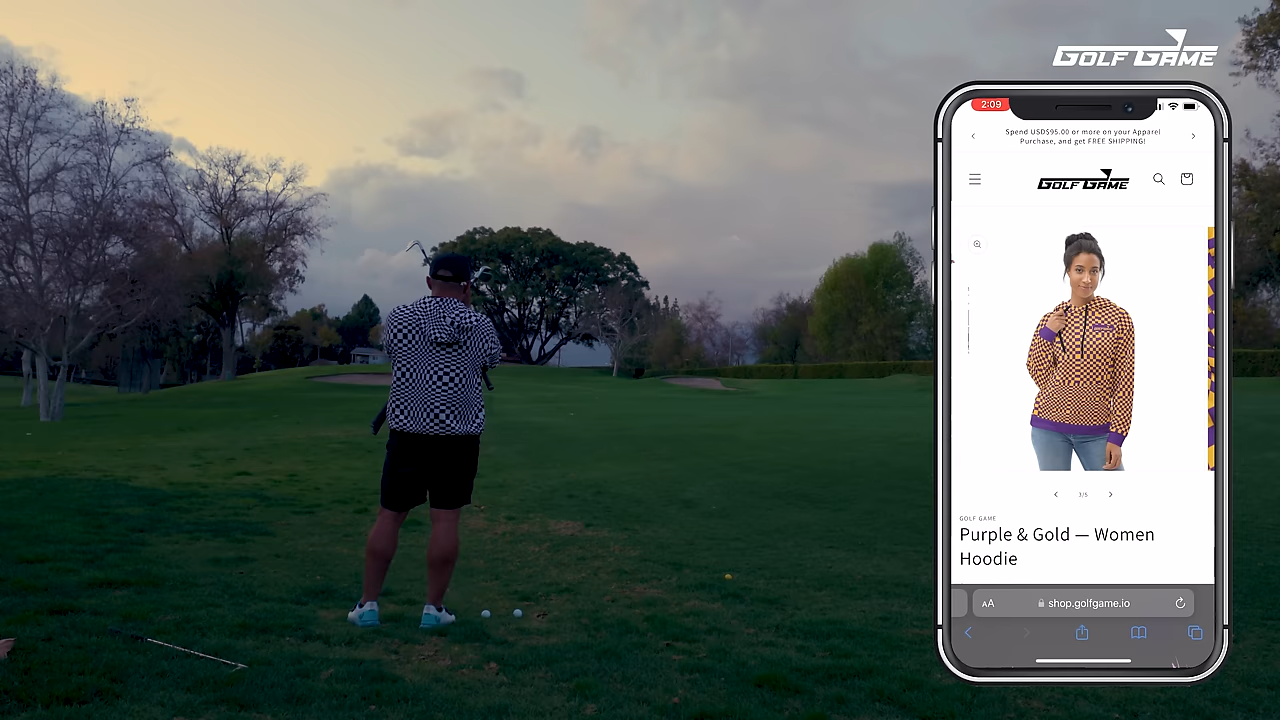 GOLF GAME
2:09
Spend USD$95.00 or more on your Apparel
Purchase, and get FREE SHIPPING!
GOLF GAME
3/5
GOLF GAME
Purple & Gold — Women
Hoodie
AA
shop.golfgame.io